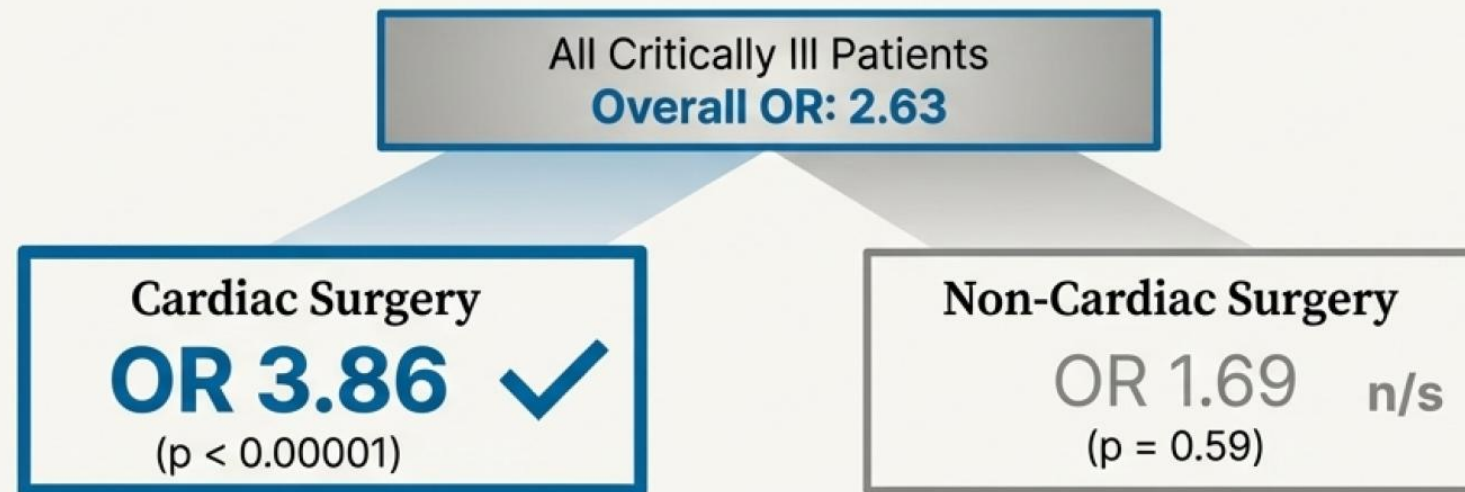 All Critically Ill Patients
Overall OR: 2.63
Cardiac Surgery
OR 3.86
(p < 0.00001)
Non-Cardiac Surgery
OR 1.69 n/s
(p = 0.59)